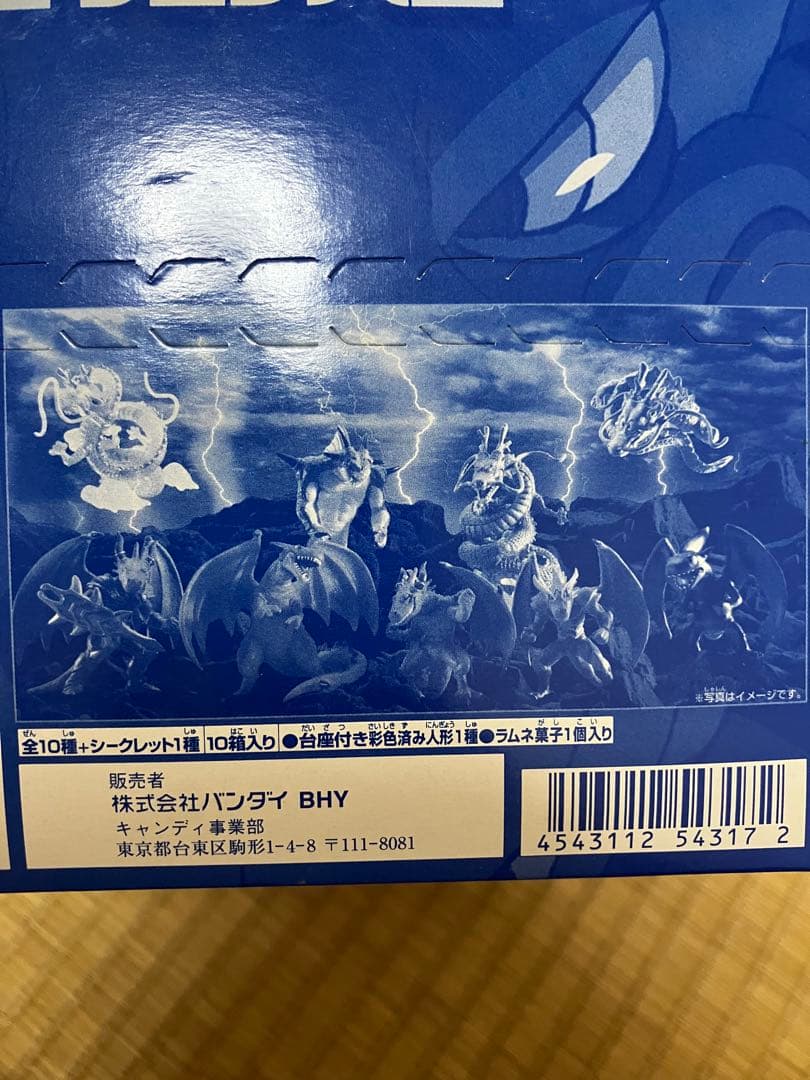 ※写真はイメージです。
全10種+シークレット1種 10箱入り ●台座付き彩色済み人形1種●ラムネ菓子1個入り
販売者
株式会社バンダイ BHY
キャンディ事業部
東京都台東区駒形1-4-8 〒111-8081
4543112 54317 2